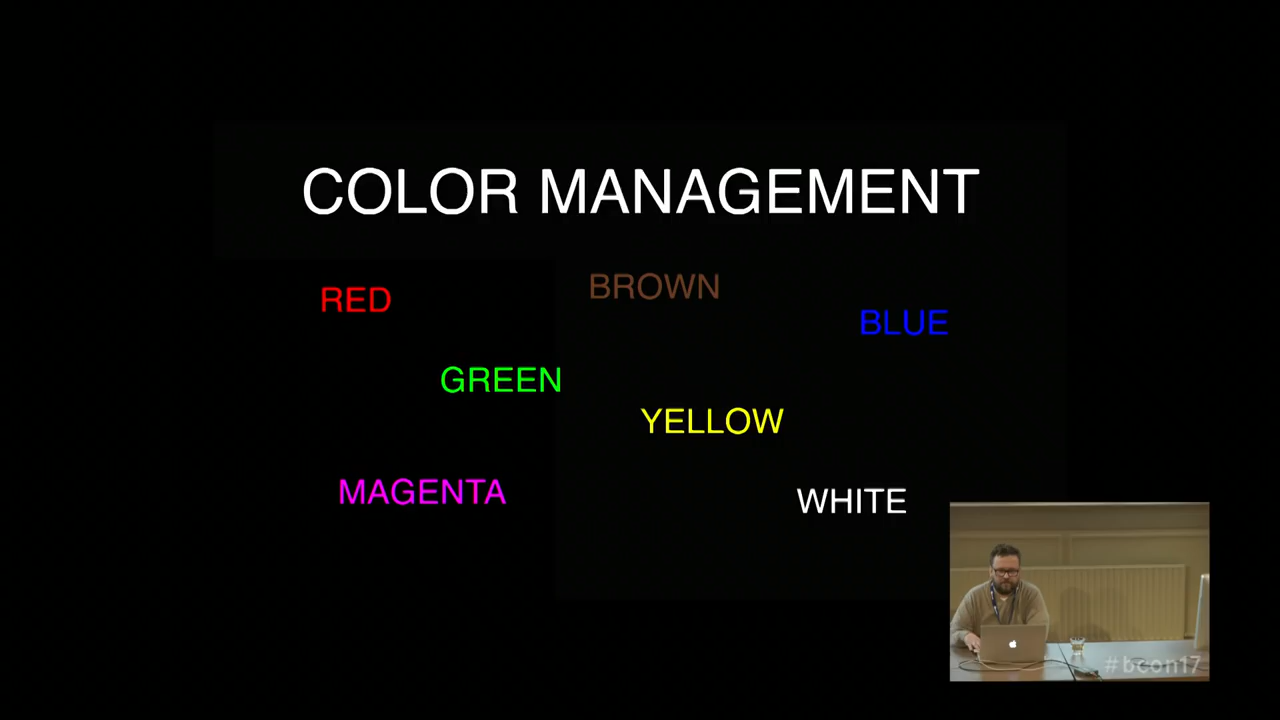 COLOR MANAGEMENT
BROWN
RED
BLUE
GREEN
YELLOW
MAGENTA
WHITE
#bcon17